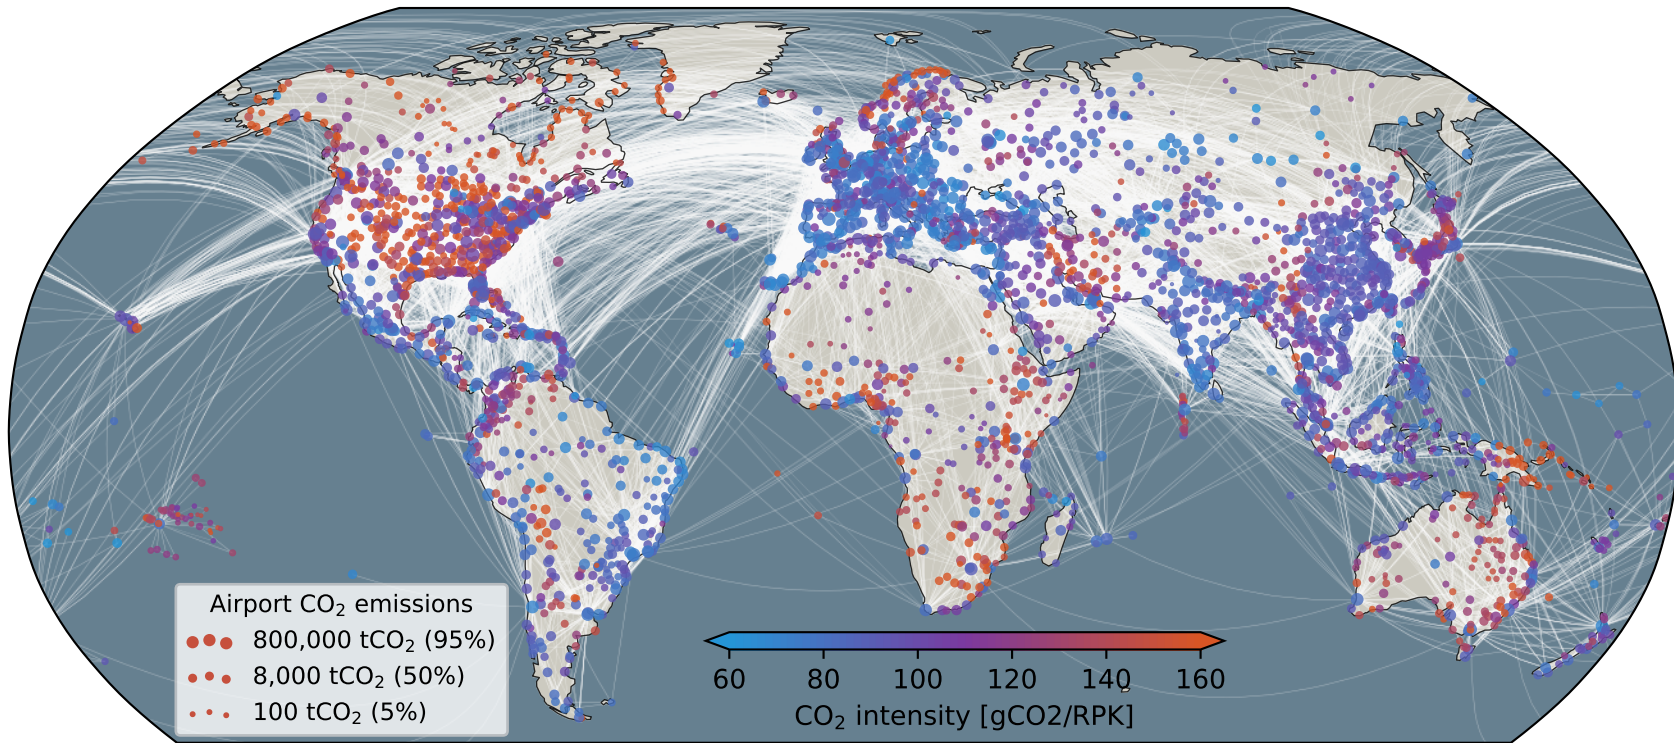 Airport CO₂ emissions
800,000 tCO₂ (95%)
8,000 tCO₂ (50%)
100 tCO₂ (5%)
60 80 100 120 140 160
CO₂ intensity [gCO2/RPK]